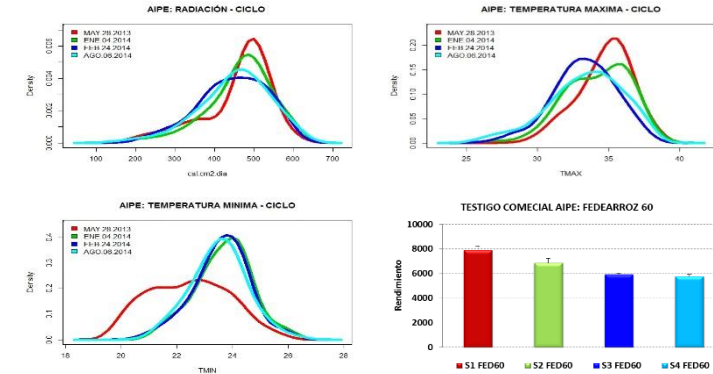 AIPE: RADIACIÓN - CICLO
MAY.28.2013
ENE.04.2014
FEB.24.2014
AGO.06.2014
Density
0.000 0.002 0.004 0.006
100 200 300 400 500 600 700
cal.cm2.dia
AIPE: TEMPERATURA MAXIMA - CICLO
MAY.28.2013
ENE.04.2014
FEB.24.2014
AGO.06.2014
Density
0.00 0.05 0.10 0.15 0.20
25 30 35 40
TMAX
AIPE: TEMPERATURA MINIMA - CICLO
MAY.28.2013
ENE.04.2014
FEB.24.2014
AGO.06.2014
Density
0.0 0.1 0.2 0.3 0.4
18 20 22 24 26 28
TMIN
TESTIGO COMECIAL AIPE: FEDEARROZ 60
Rendimiento
10000
8000
6000
4000
2000
0
S1 FED60 S2 FED60 S3 FED60 S4 FED60